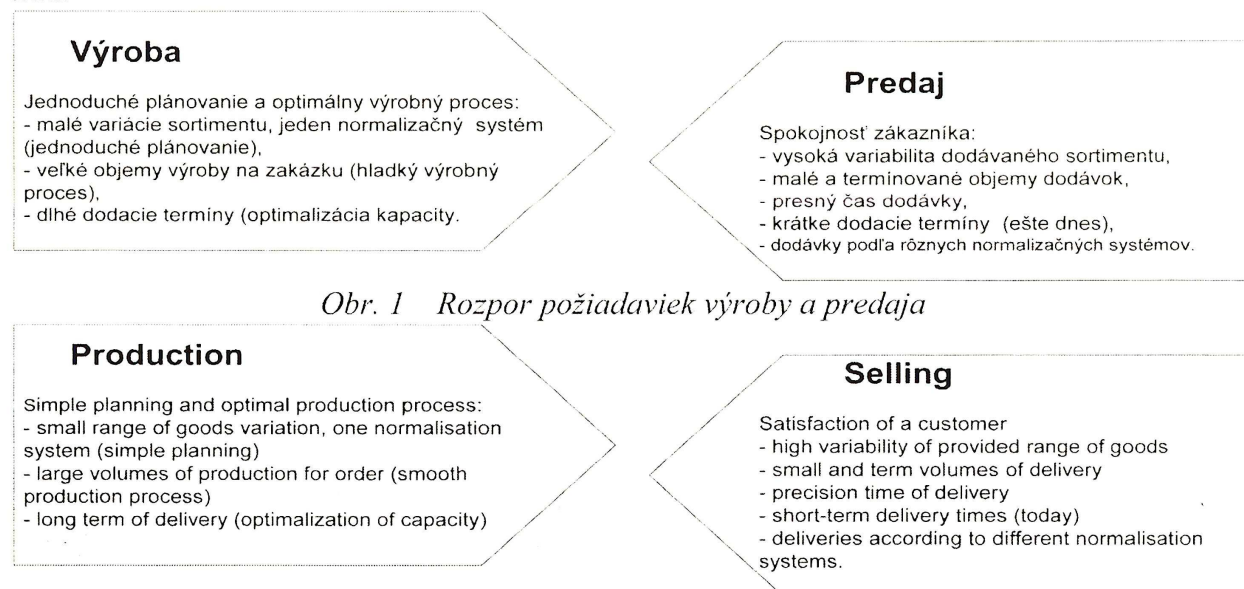 Výroba
Jednoduché plánovanie a optimálny výrobný proces:
- malé variácie sortimentu, jeden normalizačný systém
(jednoduché plánovanie),
- veľké objemy výroby na zakázku (hladký výrobný
proces),
- dlhé dodacie termíny (optimalizácia kapacity.
Predaj
Spokojnosť zákazníka:
- vysoká variabilita dodávaného sortimentu,
- malé a termínované objemy dodávok,
- presný čas dodávky,
- krátke dodacie termíny (ešte dnes),
- dodávky podľa rôznych normalizačných systémov.
Obr. 1 Rozpor požiadaviek výroby a predaja
Production
Simple planning and optimal production process:
- small range of goods variation, one normalisation
system (simple planning)
- large volumes of production for order (smooth
production process)
- long term of delivery (optimalization of capacity)
Selling
Satisfaction of a customer
- high variability of provided range of goods
- small and term volumes of delivery
- precision time of delivery
- short-term delivery times (today)
- deliveries according to different normalisation
systems.